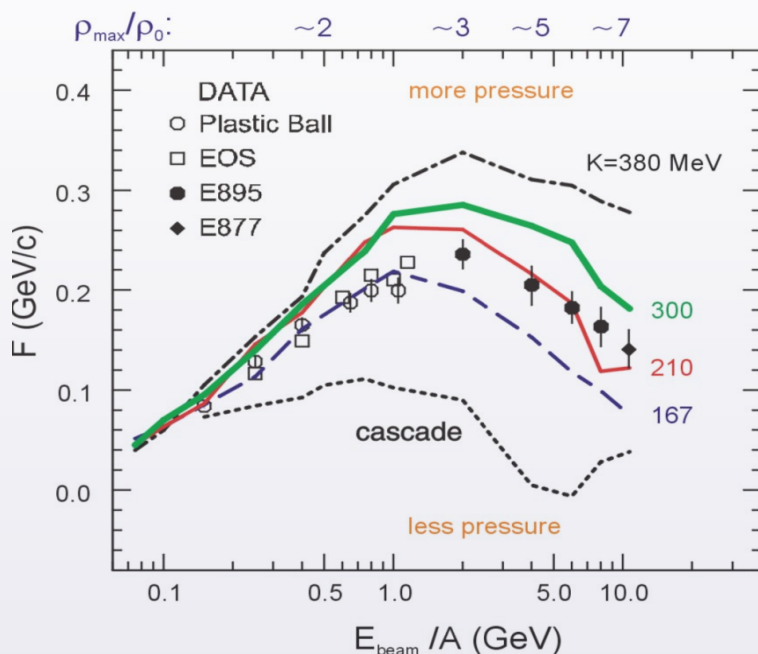 ρmax/ρ0: ~2 ~3 ~5 ~7
DATA
Plastic Ball
EOS
E895
E877
more pressure
K=380 MeV
300
210
167
cascade
less pressure
0.4
0.3
0.2
0.1
0.0
F (GeV/c)
0.1 0.5 1.0 5.0 10.0
Ebeam /A (GeV)